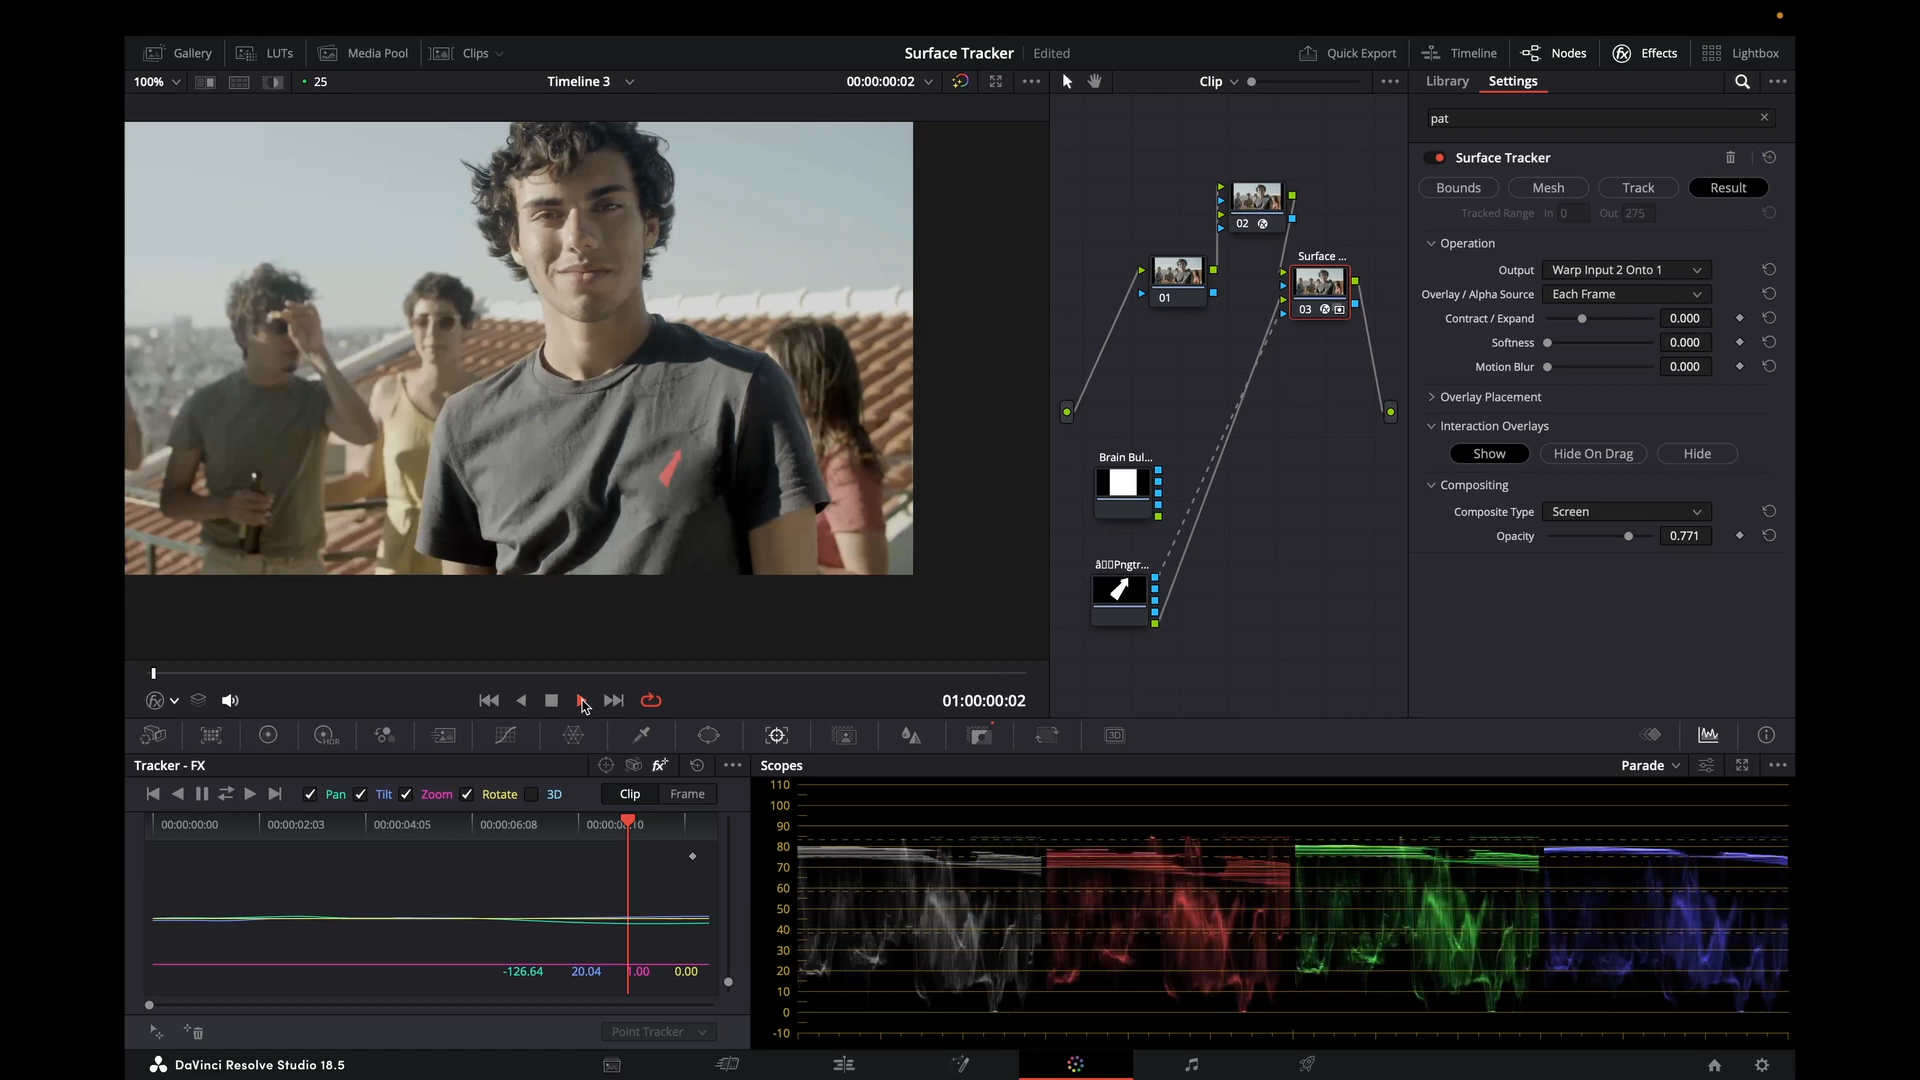 Gallery LUTs Media Pool Clips Surface Tracker Edited Quick Export Timeline Nodes Effects Lightbox
100% 25 Timeline 3 00:00:00:02 Clip Library Settings
pat
Surface Tracker
Bounds Mesh Track Result
Tracked Range In 0 Out 275
Operation
Output Warp Input 2 Onto 1
Overlay / Alpha Source Each Frame
Contract / Expand 0.000
Softness 0.000
Motion Blur 0.000
Overlay Placement
Interaction Overlays
Show Hide On Drag Hide
Compositing
Composite Type Screen
Opacity 0.771
02
01
Surface ...
03
Brain Bul...
Pngtr...
01:00:00:02
HDR
3D
Tracker - FX
Pan Tilt Zoom Rotate 3D Clip Frame
00:00:00:00 00:00:02:03 00:00:04:05 00:00:06:08
-126.64 20.04 1.00 0.00
Point Tracker
Scopes Parade
110
100
90
80
70
60
50
40
30
20
10
0
-10
DaVinci Resolve Studio 18.5